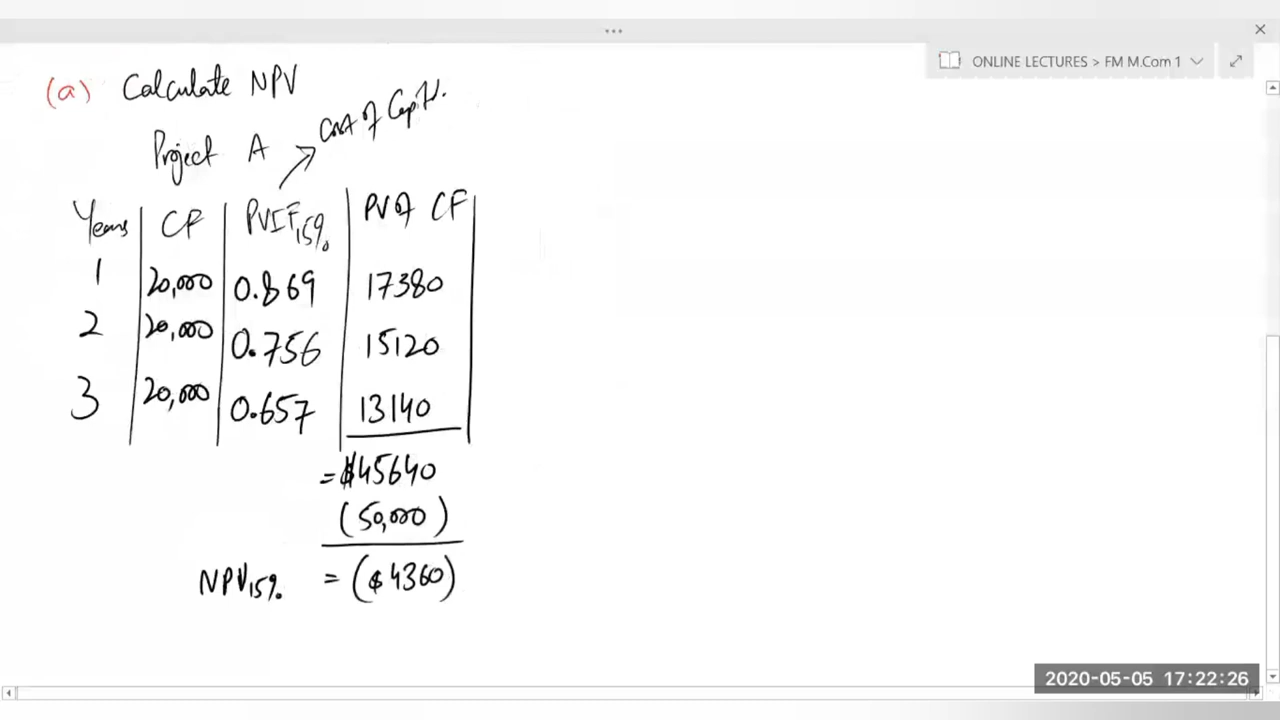 ONLINE LECTURES > FM M.Com 1
(a) Calculate NPV
Project A → Cost of Capital.
Years CF PVIF15% PV of CF
1 20,000 0.869 17380
2 20,000 0.756 15120
3 20,000 0.657 13140
= $45640
(50,000)
NPV15% = ($4360)
2020-05-05 17:22:26